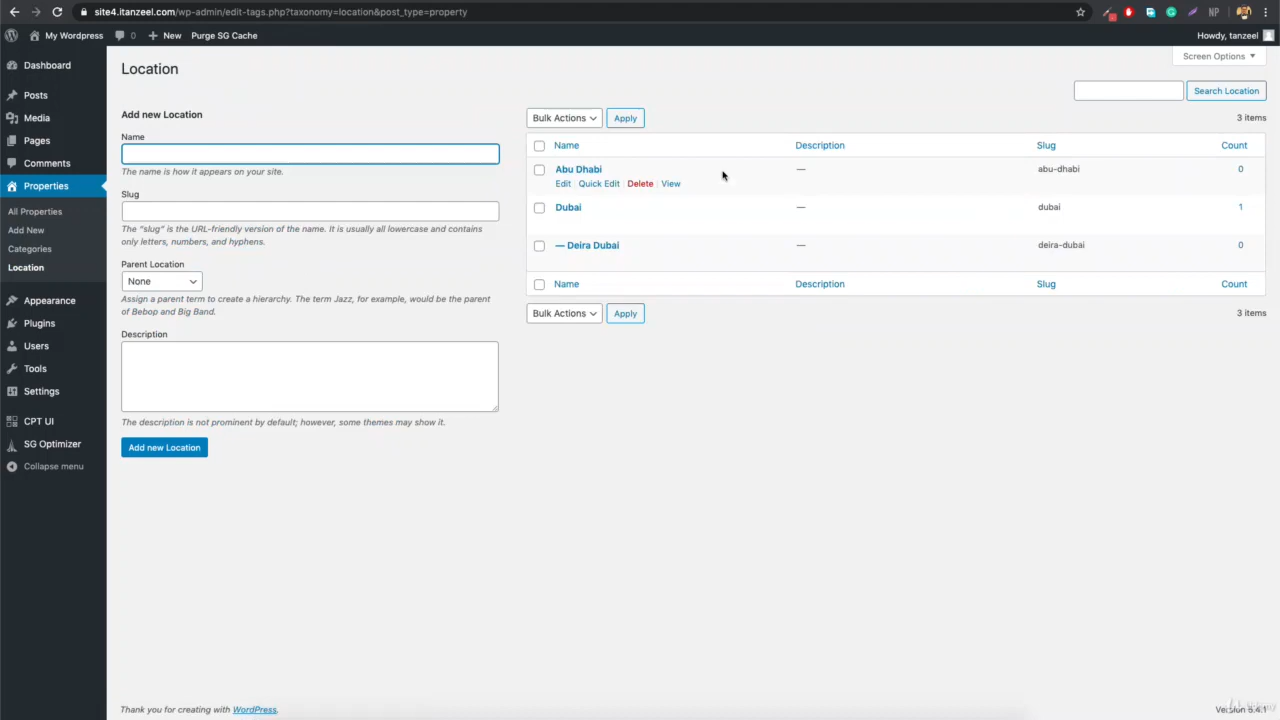 site4.itanzeel.com/wp-admin/edit-tags.php?taxonomy=location&post_type=property
NP
My Wordpress
0
New
Purge SG Cache
Howdy, tanzeel
Dashboard
Posts
Media
Pages
Comments
Properties
All Properties
Add New
Categories
Location
Appearance
Plugins
Users
Tools
Settings
CPT UI
SG Optimizer
Collapse menu
Screen Options
Location
Search Location
Add new Location
Name
The name is how it appears on your site.
Slug
The “slug” is the URL-friendly version of the name. It is usually all lowercase and contains
only letters, numbers, and hyphens.
Parent Location
None
Assign a parent term to create a hierarchy. The term Jazz, for example, would be the parent
of Bebop and Big Band.
Description
The description is not prominent by default; however, some themes may show it.
Add new Location
Bulk Actions Apply 3 items
Name Description Slug Count
Abu Dhabi — abu-dhabi 0
Edit | Quick Edit | Delete | View
Dubai — dubai 1
— Deira Dubai — deira-dubai 0
Name Description Slug Count
Bulk Actions Apply 3 items
Thank you for creating with WordPress.
Version 5.4.1